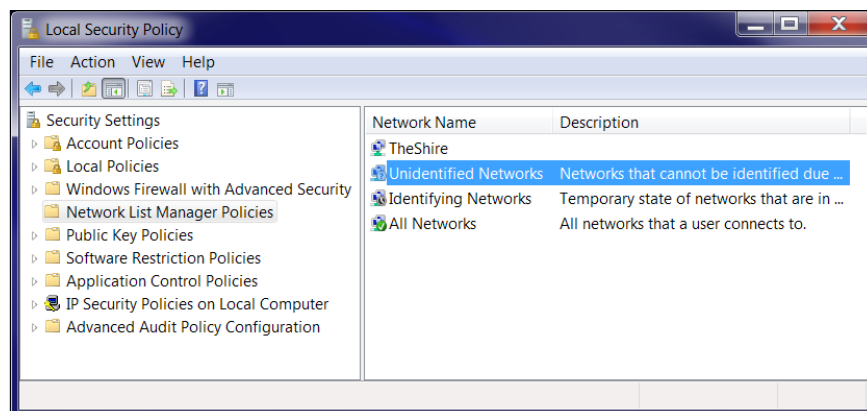 Local Security Policy
File Action View Help
Security Settings
Account Policies
Local Policies
Windows Firewall with Advanced Security
Network List Manager Policies
Public Key Policies
Software Restriction Policies
Application Control Policies
IP Security Policies on Local Computer
Advanced Audit Policy Configuration
Network Name Description
TheShire
Unidentified Networks Networks that cannot be identified due ...
Identifying Networks Temporary state of networks that are in ...
All Networks All networks that a user connects to.